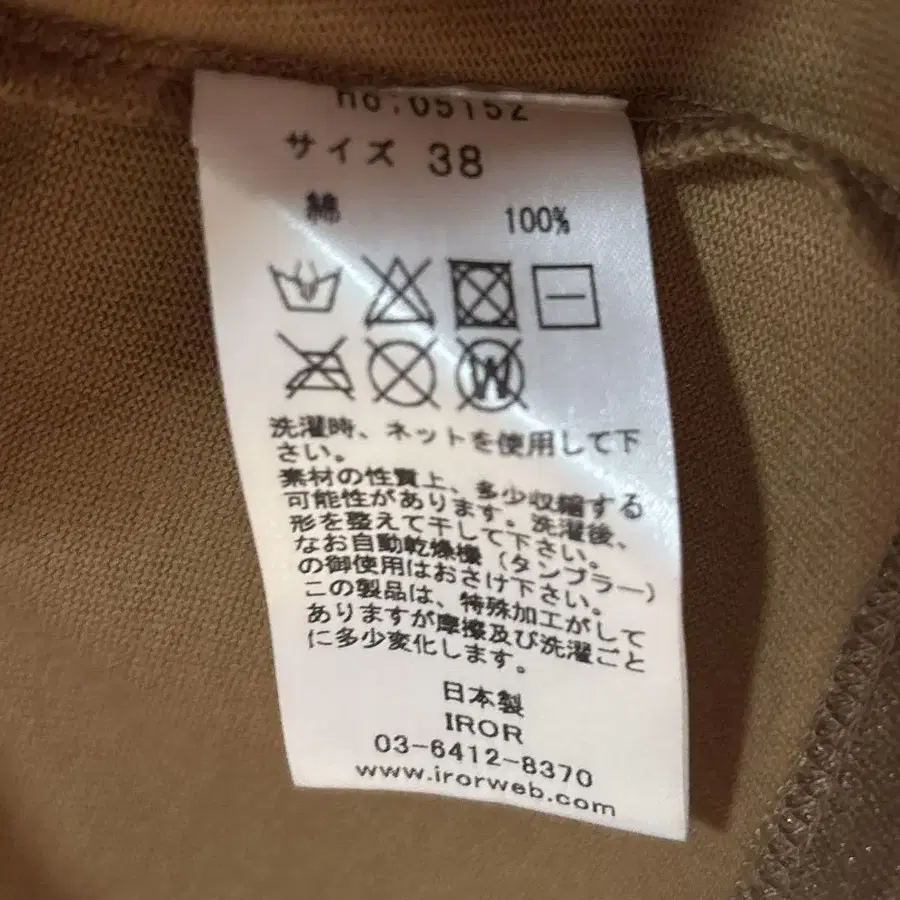 no:05152
サイズ 38
綿 100%
W
洗濯時、ネットを使用して下
さい。
素材の性質上、多少収縮する
可能性があります。洗濯後、
形を整えて干して下さい。
なお自動乾燥機（タンブラー）
の御使用はおさけ下さい。
この製品は、特殊加工がして
ありますが摩擦及び洗濯ごと
に多少変化します。
日本製
IROR
03-6412-8370
www.irorweb.com